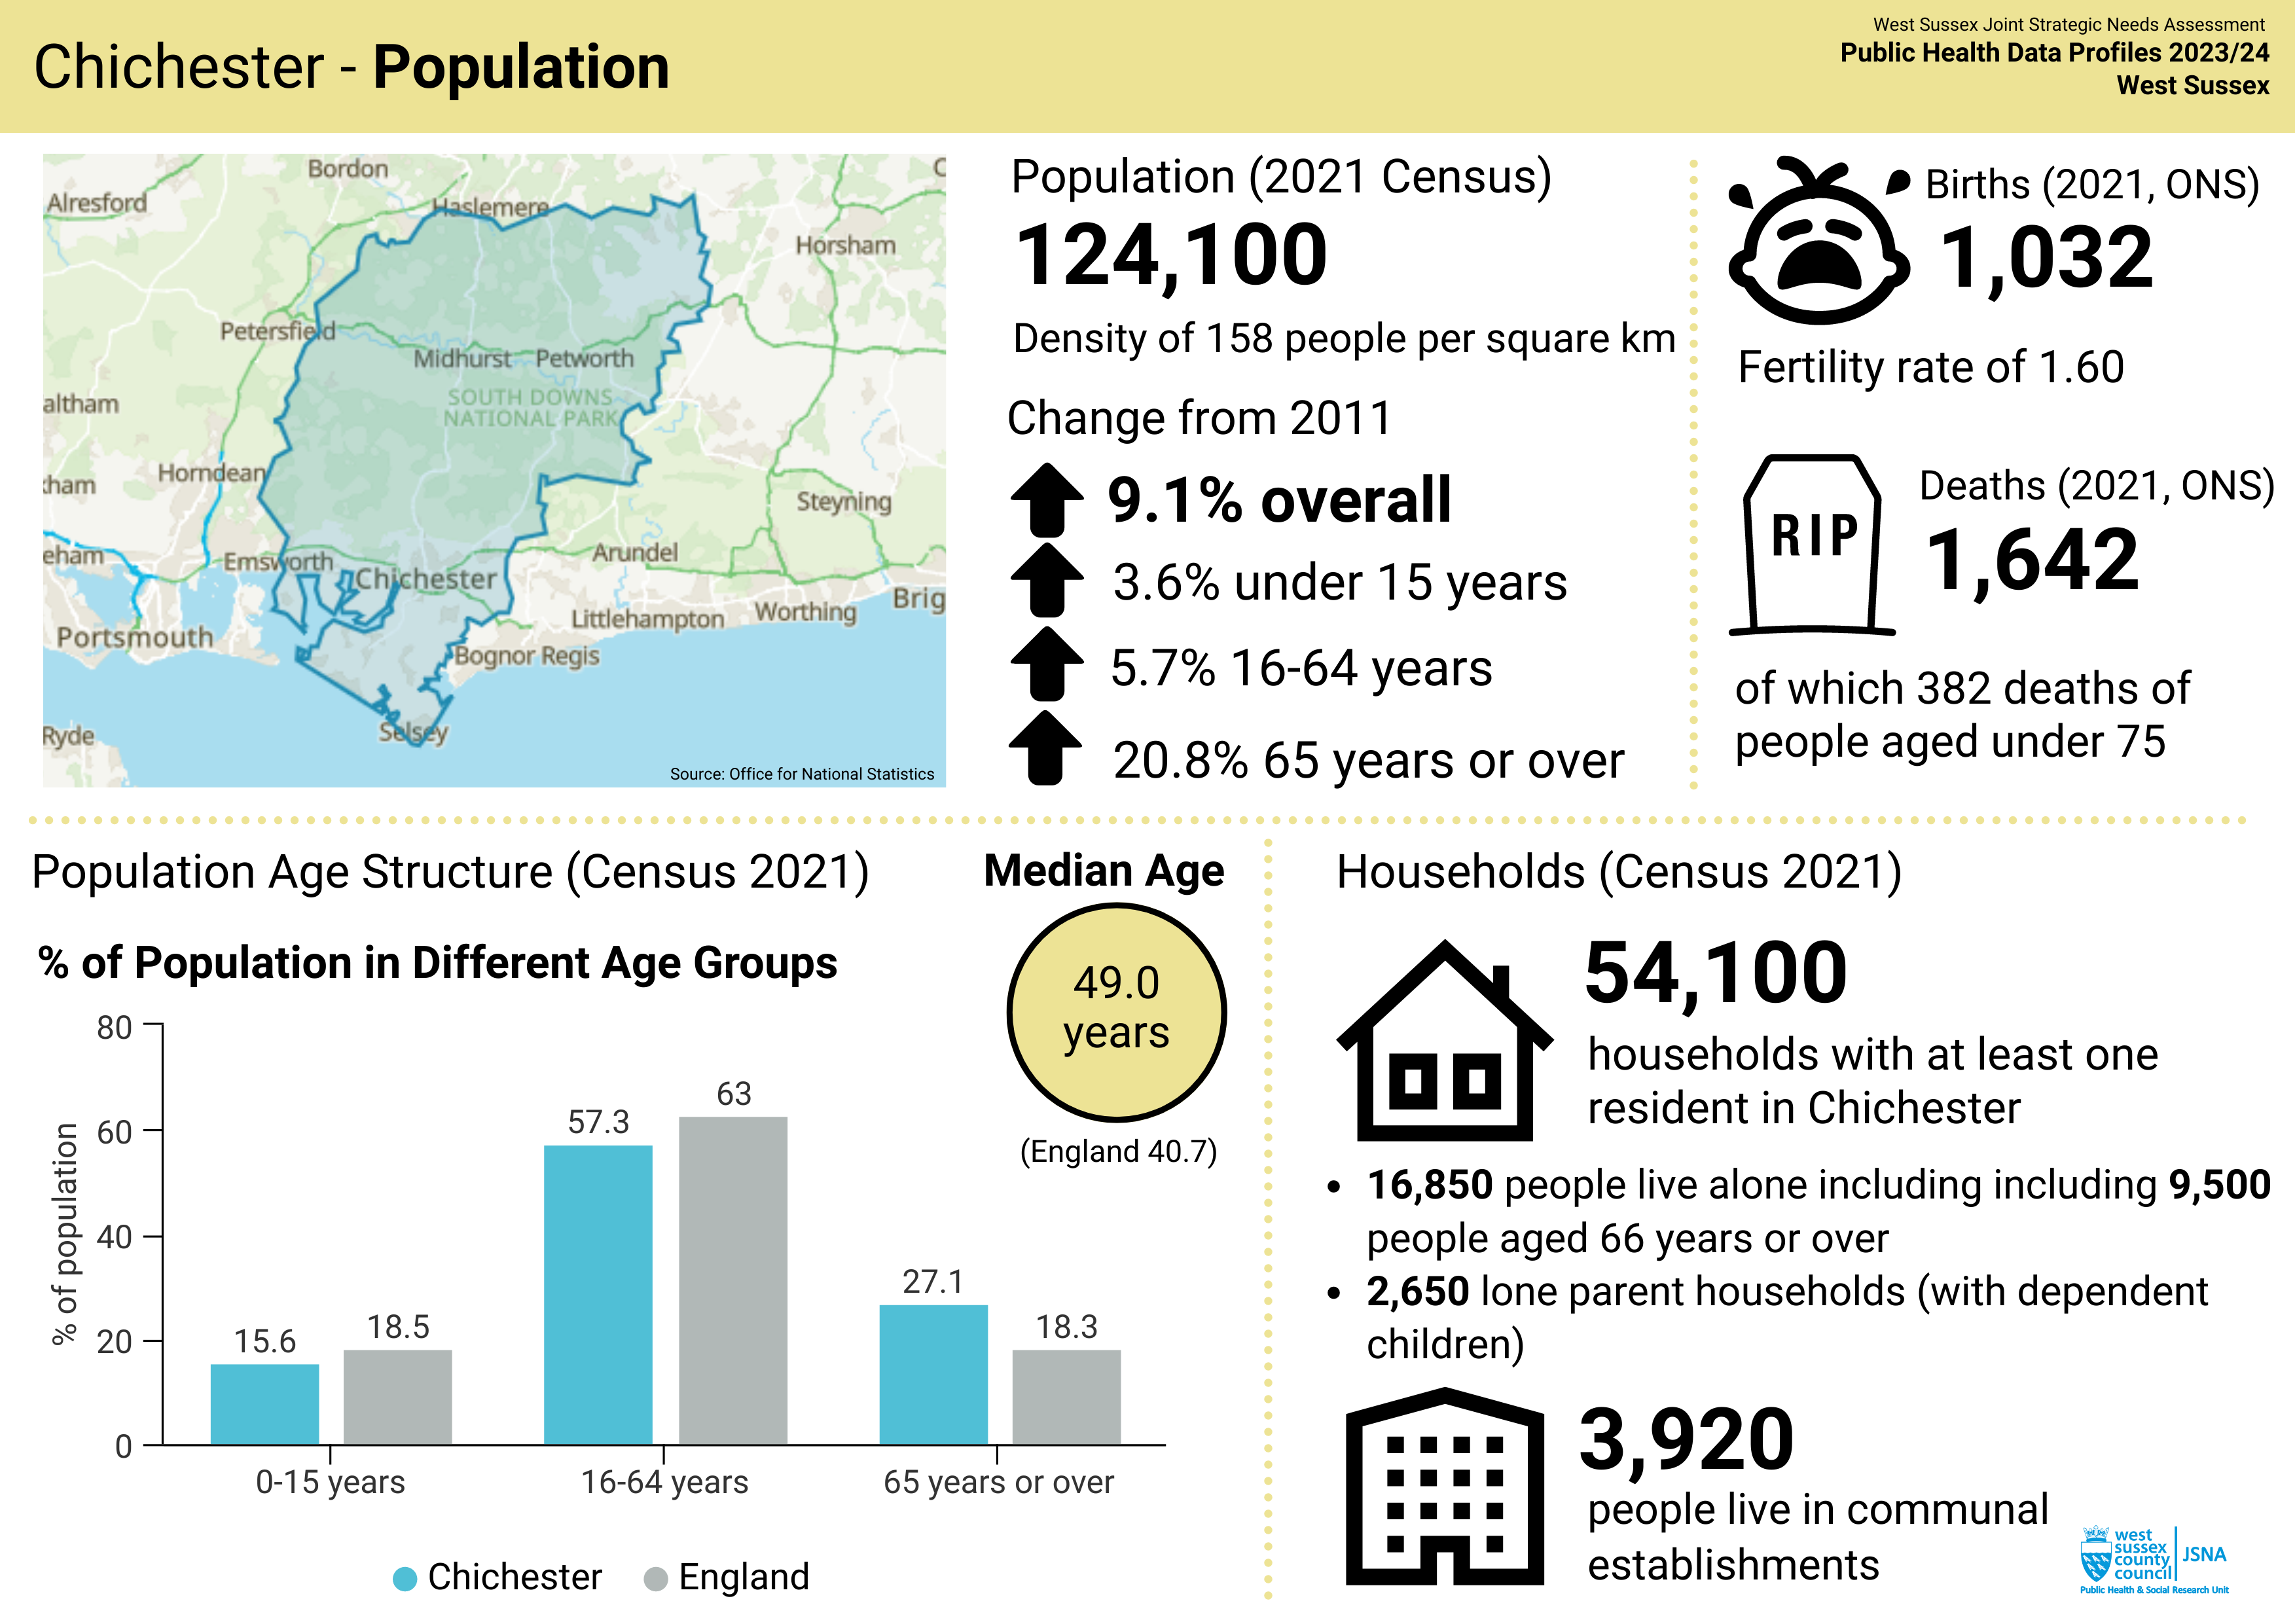 Chichester - Population
West Sussex Joint Strategic Needs Assessment
Public Health Data Profiles 2023/24
West Sussex
Bordon
Alresford
Haslemere
Horsham
Petersfield
Midhurst
Petworth
SOUTH DOWNS
NATIONAL PARK
altham
Horndean
ham
Steyning
eham
Emsworth
Arundel
Chichester
Littlehampton
Worthing
Brig
Portsmouth
Bognor Regis
Selsey
Ryde
Source: Office for National Statistics
Population (2021 Census)
124,100
Density of 158 people per square km
Change from 2011
9.1% overall
3.6% under 15 years
5.7% 16-64 years
20.8% 65 years or over
Births (2021, ONS)
1,032
Fertility rate of 1.60
RIP
Deaths (2021, ONS)
1,642
of which 382 deaths of
people aged under 75
Population Age Structure (Census 2021)
% of Population in Different Age Groups
% of population
80
60
40
20
0
15.6
18.5
57.3
63
27.1
18.3
0-15 years
16-64 years
65 years or over
Chichester
England
Median Age
49.0
years
(England 40.7)
Households (Census 2021)
54,100
households with at least one
resident in Chichester
• 16,850 people live alone including including 9,500
people aged 66 years or over
• 2,650 lone parent households (with dependent
children)
3,920
people live in communal
establishments
west
sussex
county
council
JSNA
Public Health & Social Research Unit